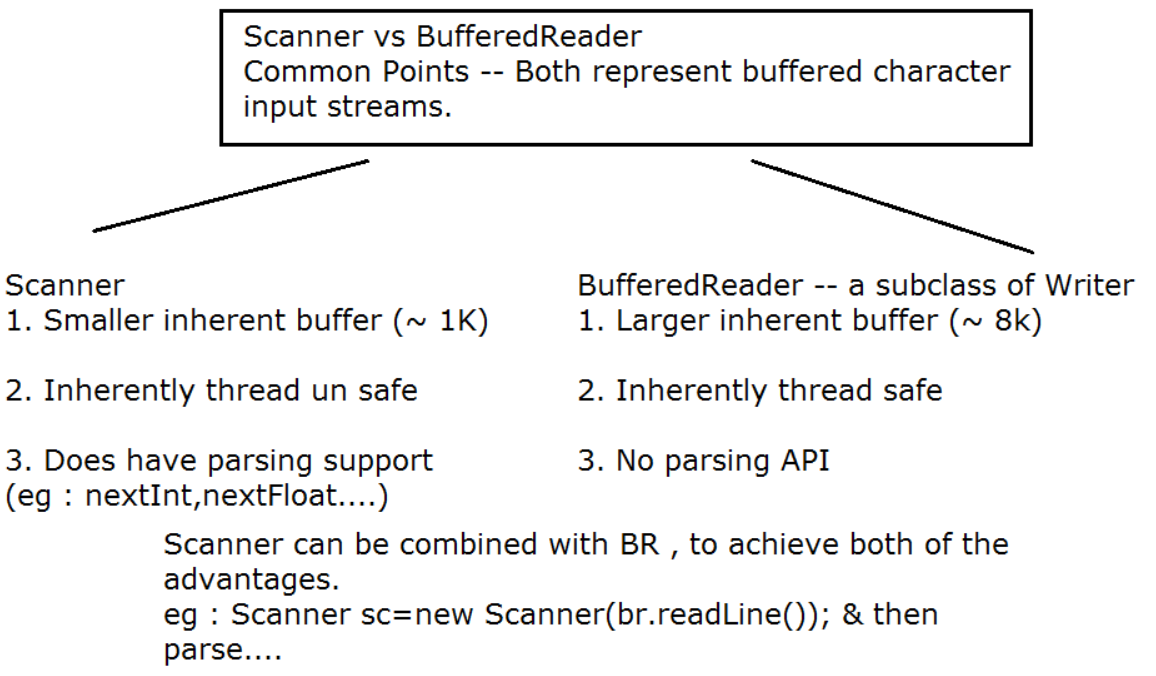 Scanner vs BufferedReader
Common Points -- Both represent buffered character
input streams.
Scanner
1. Smaller inherent buffer (~ 1K)
2. Inherently thread un safe
3. Does have parsing support
(eg : nextInt,nextFloat....)
BufferedReader -- a subclass of Writer
1. Larger inherent buffer (~ 8k)
2. Inherently thread safe
3. No parsing API
Scanner can be combined with BR , to achieve both of the
advantages.
eg : Scanner sc=new Scanner(br.readLine()); & then
parse....